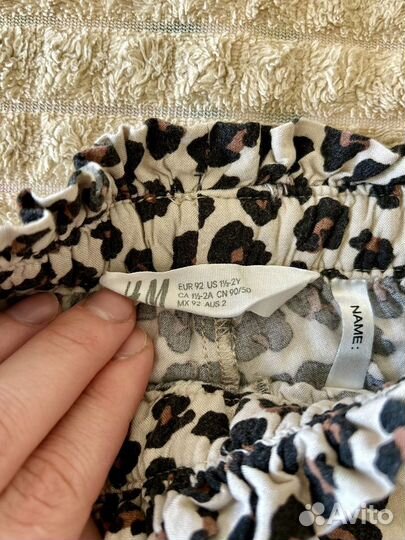 H&M
EUR 92 US 1½-2Y
CA 1½-2A CN 90/50
MX 92 AUS 2
NAME:
Avito